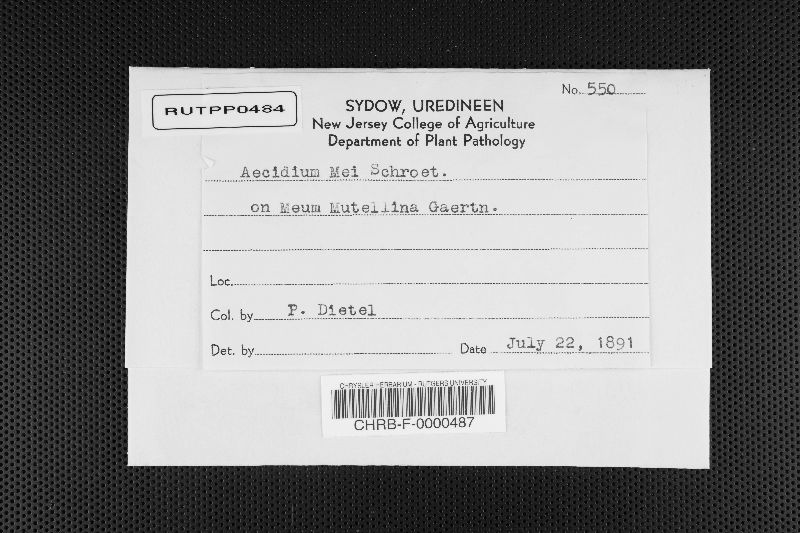 No. 550
RUTPP0484
SYDOW, UREDINEEN
New Jersey College of Agriculture
Department of Plant Pathology
Aecidium Mei Schroet.
on Meum Mutellina Gaertn.
Loc.
Col. by P. Dietel
Det. by Date July 22, 1891
CHRYSLER HERBARIUM - RUTGERS UNIVERSITY
CHRB-F-0000487